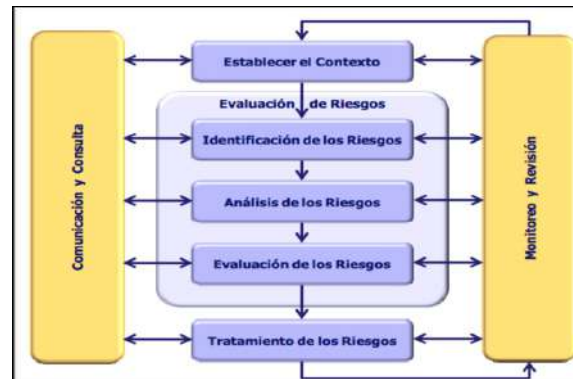 Establecer el Contexto
Evaluación de Riesgos
Identificación de los Riesgos
Análisis de los Riesgos
Evaluación de los Riesgos
Tratamiento de los Riesgos
Comunicación y Consulta
Monitoreo y Revisión